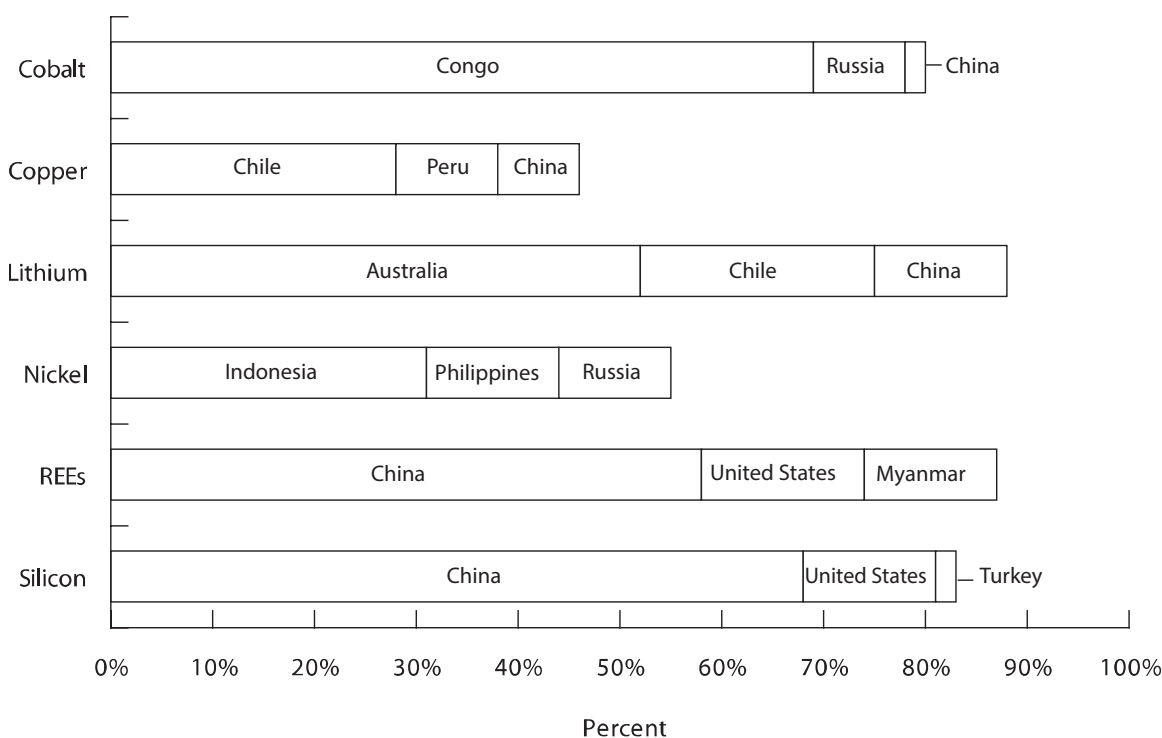 Cobalt Congo Russia China
Copper Chile Peru China
Lithium Australia Chile China
Nickel Indonesia Philippines Russia
REEs China United States Myanmar
Silicon China United States Turkey
0% 10% 20% 30% 40% 50% 60% 70% 80% 90% 100%
Percent